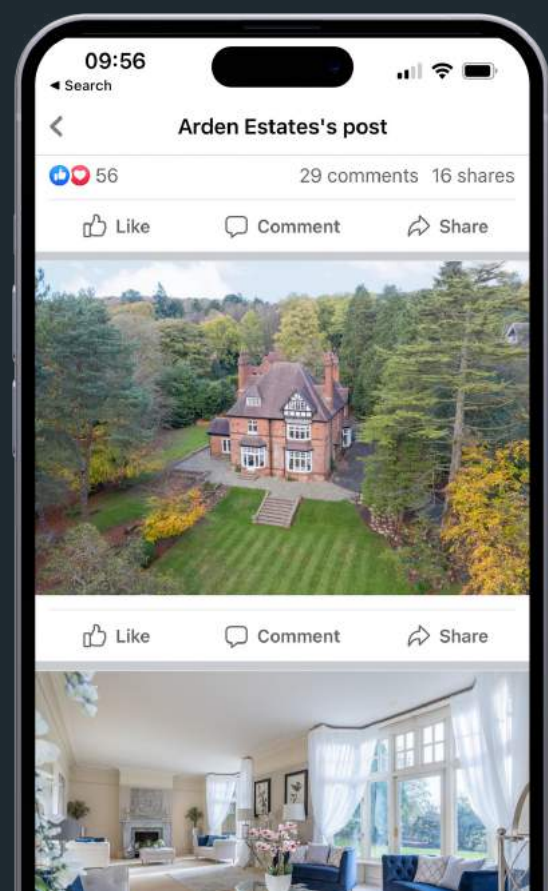 09:56
◀ Search
Arden Estates's post
56
29 comments 16 shares
Like Comment Share
Like Comment Share